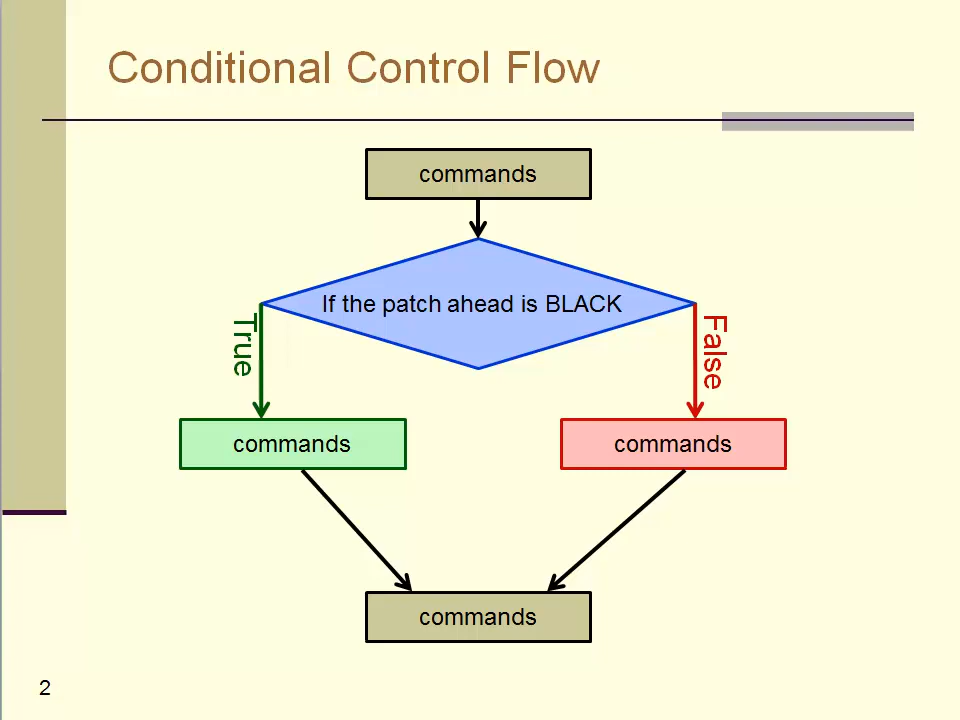 Conditional Control Flow
commands
If the patch ahead is BLACK
True
False
commands
commands
commands
2